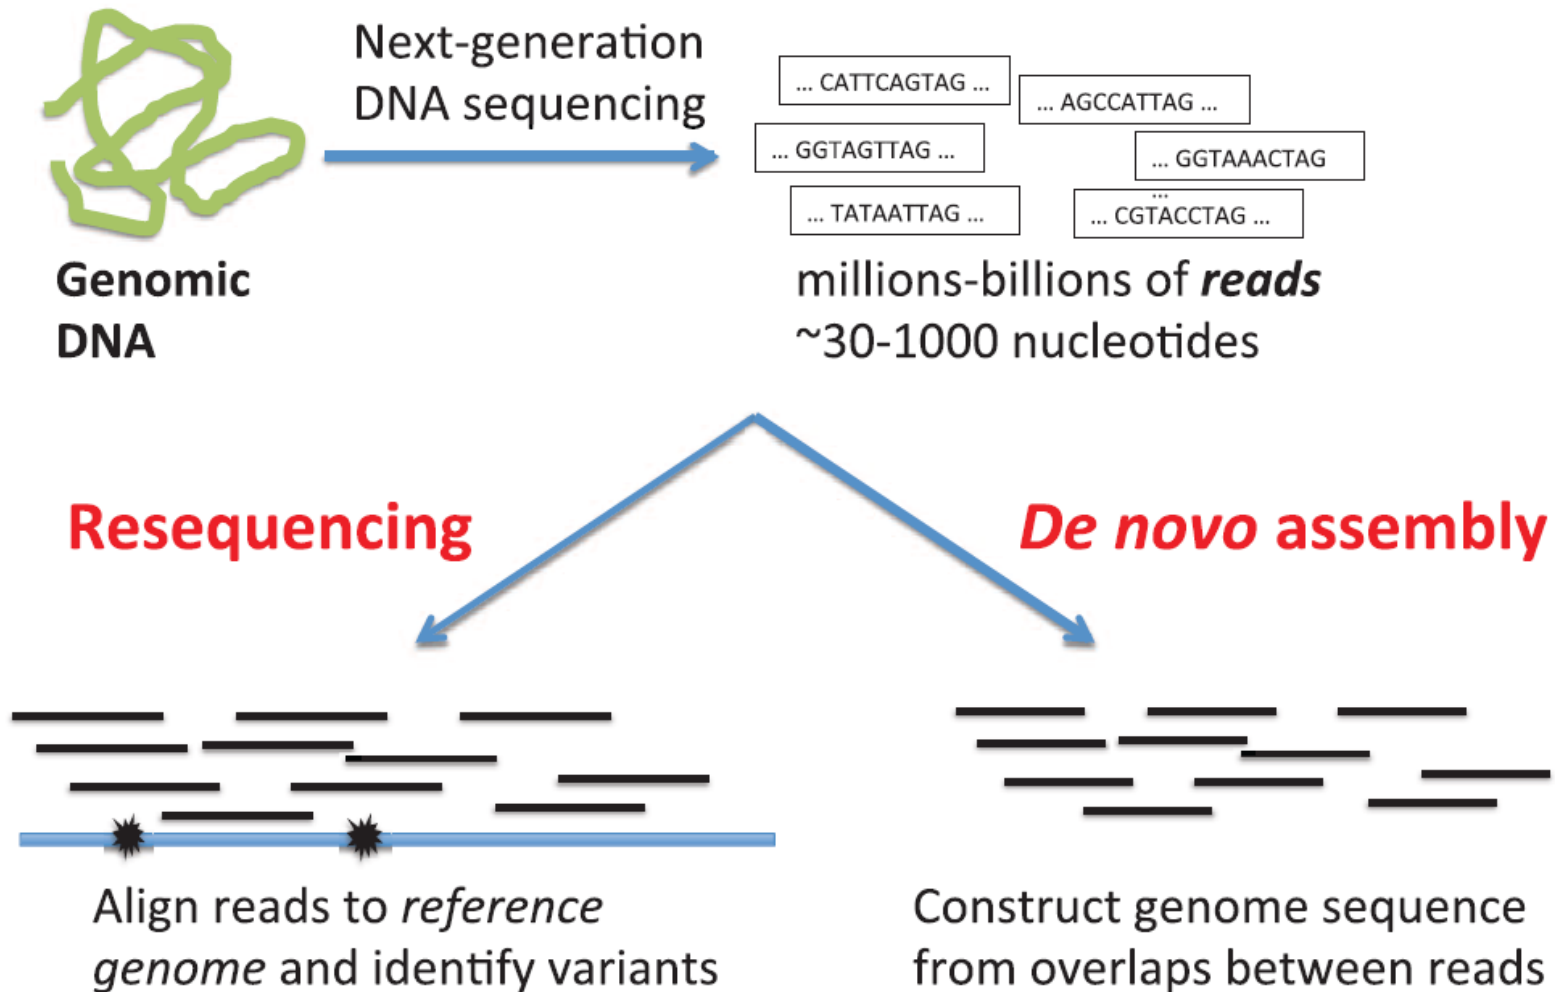 Next-generation
DNA sequencing
Genomic
DNA
... CATTCAGTAG ...
... AGCCATTAG ...
... GGTAGTTAG ...
... GGTAAACTAG
...
... TATAATTAG ...
... CGTACCTAG ...
millions-billions of reads
~30-1000 nucleotides
Resequencing
De novo assembly
Align reads to reference
genome and identify variants
Construct genome sequence
from overlaps between reads